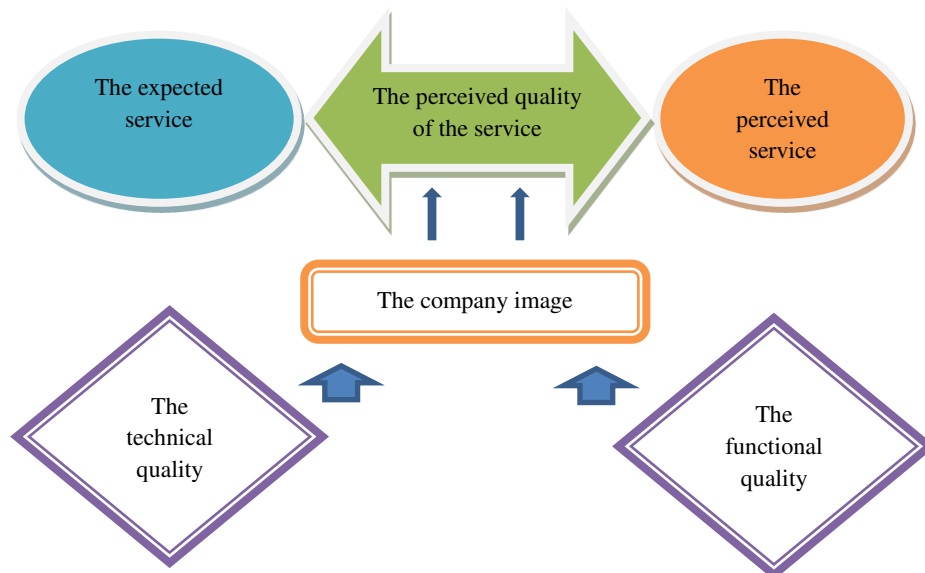 The expected
service
The perceived quality
of the service
The
perceived
service
The company image
The
technical
quality
The
functional
quality